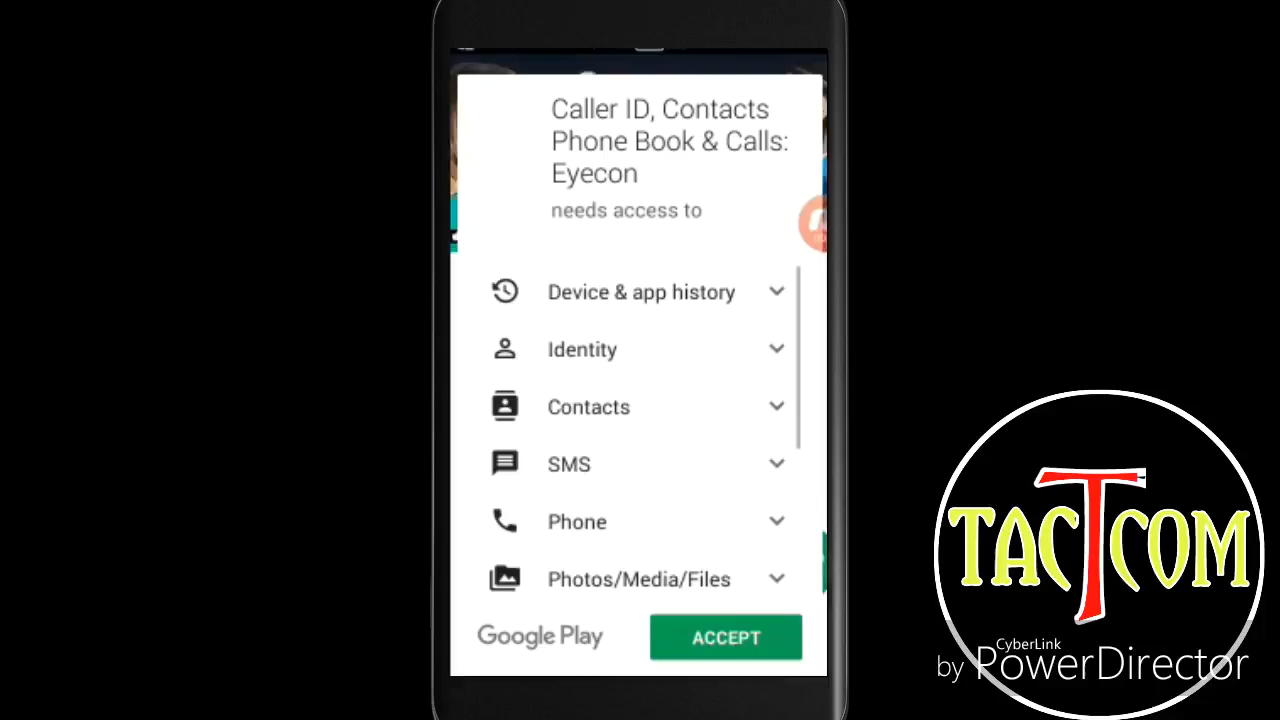 Caller ID, Contacts
Phone Book & Calls:
Eyecon
needs access to
Device & app history
Identity
Contacts
SMS
Phone
Photos/Media/Files
Google Play
ACCEPT
TACTCOM
CyberLink
by PowerDirector